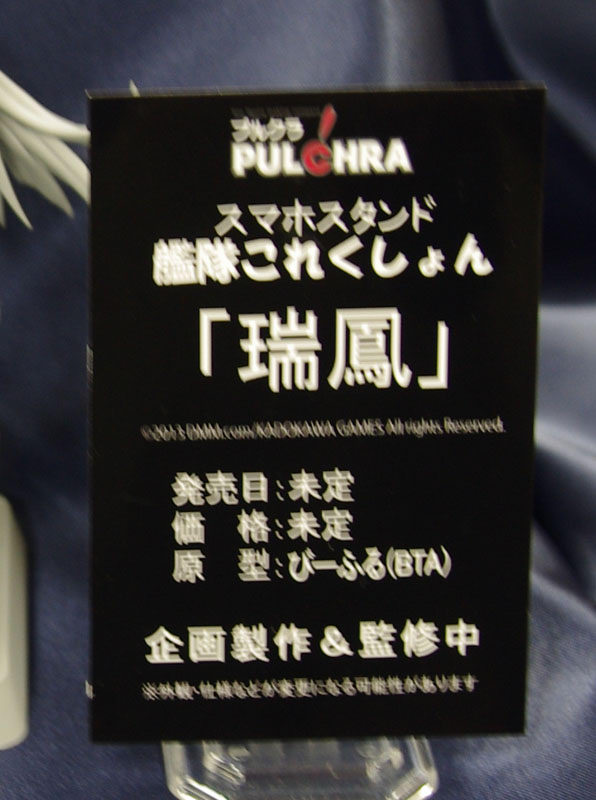 プルクラ
PULCHRA
スマホスタンド
艦隊これくしょん
「瑞鳳」
©2013 DMM.com/KADOKAWA GAMES All rights Reserved.
発売日:未定
価 格:未定
原 型:びーふる(BTA)
企画製作&監修中
※外観・仕様などが変更になる可能性があります